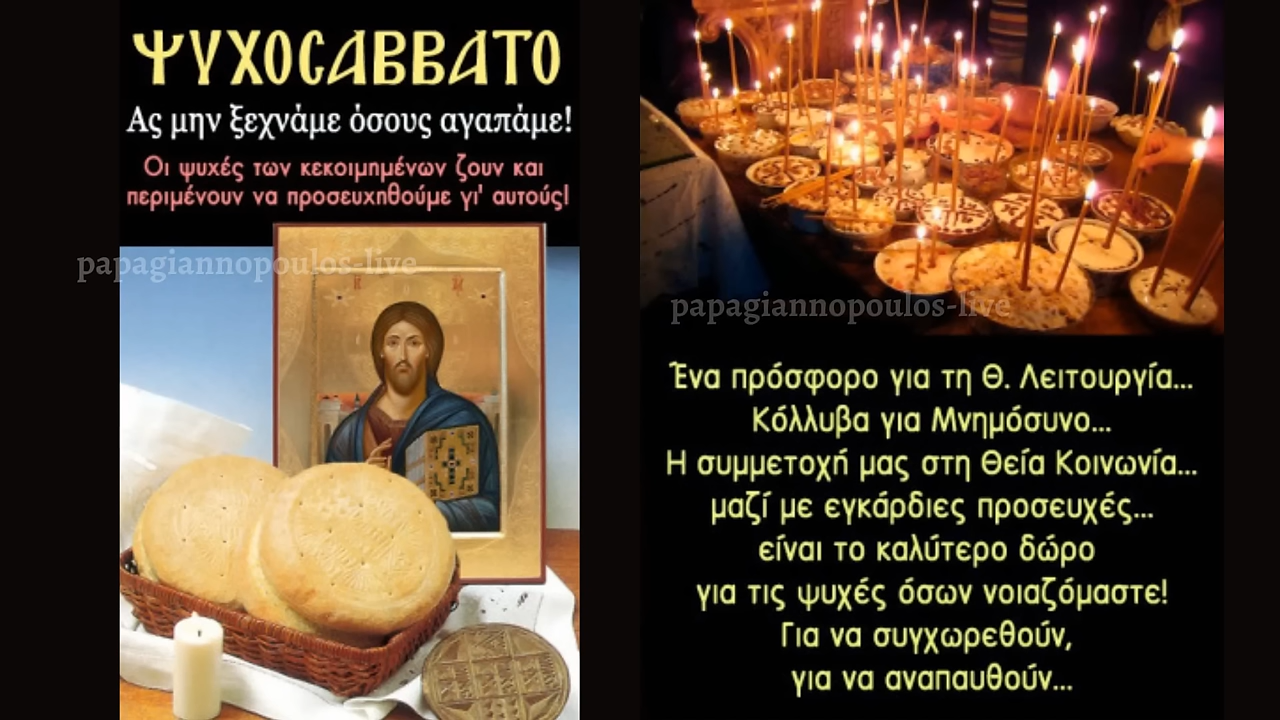 ΨΥΧΟΣΑΒΒΑΤΟ
Ας μην ξεχνάμε όσους αγαπάμε!
Οι ψυχές των κεκοιμημένων ζουν και
περιμένουν να προσευχηθούμε γι' αυτούς!
papagiannopoulos-live
papagiannopoulos-live
Ένα πρόσφορο για τη Θ. Λειτουργία...
Κόλλυβα για Μνημόσυνο...
Η συμμετοχή μας στη Θεία Κοινωνία...
μαζί με εγκάρδιες προσευχές...
είναι το καλύτερο δώρο
για τις ψυχές όσων νοιαζόμαστε!
Για να συγχωρεθούν,
για να αναπαυθούν...